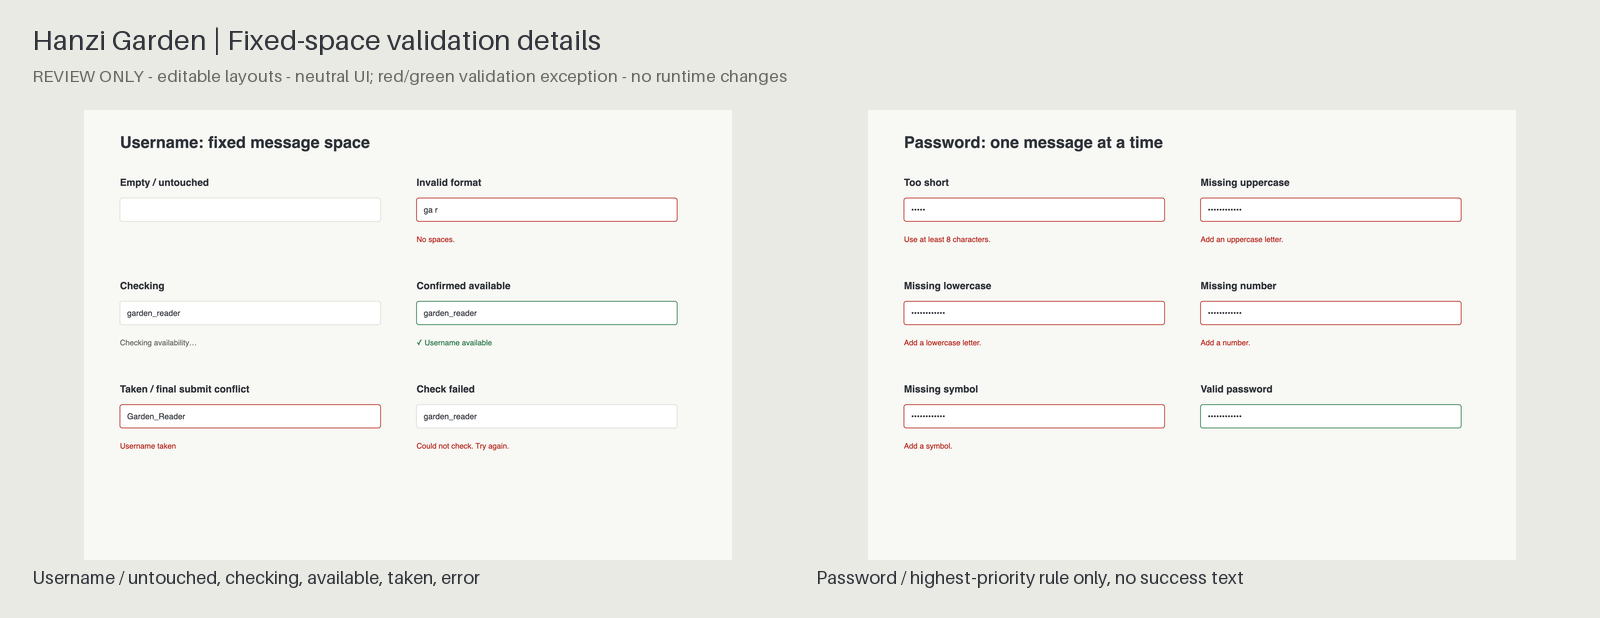 Hanzi Garden | Fixed-space validation details
REVIEW ONLY - editable layouts - neutral UI; red/green validation exception - no runtime changes
Username: fixed message space
Empty / untouched
Invalid format
ga r
No spaces.
Checking
garden_reader
Checking availability...
Confirmed available
garden_reader
✓ Username available
Taken / final submit conflict
Garden_Reader
Username taken
Check failed
garden_reader
Could not check. Try again.
Username / untouched, checking, available, taken, error
Password: one message at a time
Too short
•••••
Use at least 8 characters.
Missing uppercase
••••••••••••
Add an uppercase letter.
Missing lowercase
••••••••••••
Add a lowercase letter.
Missing number
••••••••••••
Add a number.
Missing symbol
••••••••••••
Add a symbol.
Valid password
••••••••••••
Password / highest-priority rule only, no success text